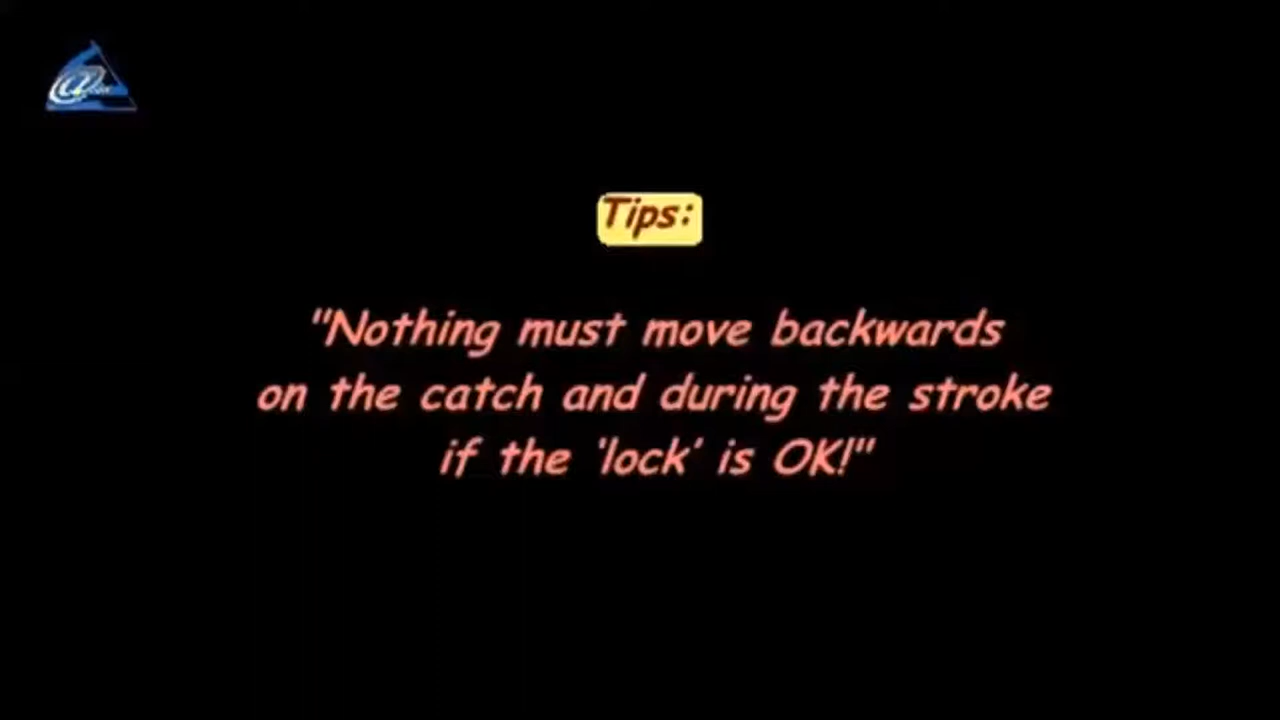 Tips:
"Nothing must move backwards
on the catch and during the stroke
if the 'lock' is OK!"